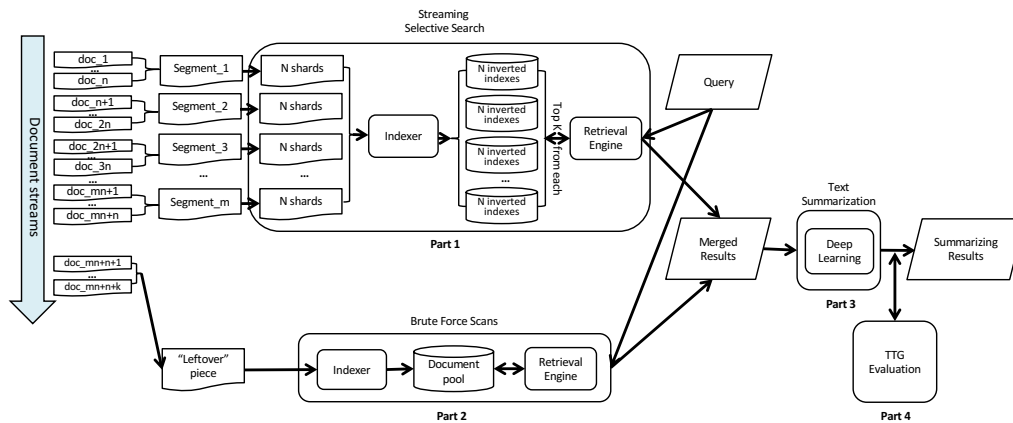 Streaming
Selective Search
Document streams
doc_1
...
doc_n
doc_n+1
...
doc_2n
doc_2n+1
...
doc_3n
...
doc_mn+1
...
doc_mn+n
doc_mn+n+1
...
doc_mn+n+k
Segment_1
Segment_2
Segment_3
...
Segment_m
N shards
N shards
N shards
...
N shards
Indexer
N inverted
indexes
N inverted
indexes
N inverted
indexes
...
N inverted
indexes
Top K from each
Retrieval
Engine
Part 1
Query
Merged
Results
Text
Summarization
Deep
Learning
Part 3
Summarizing
Results
TTG
Evaluation
Part 4
Brute Force Scans
“Leftover”
piece
Indexer
Document
pool
Retrieval
Engine
Part 2